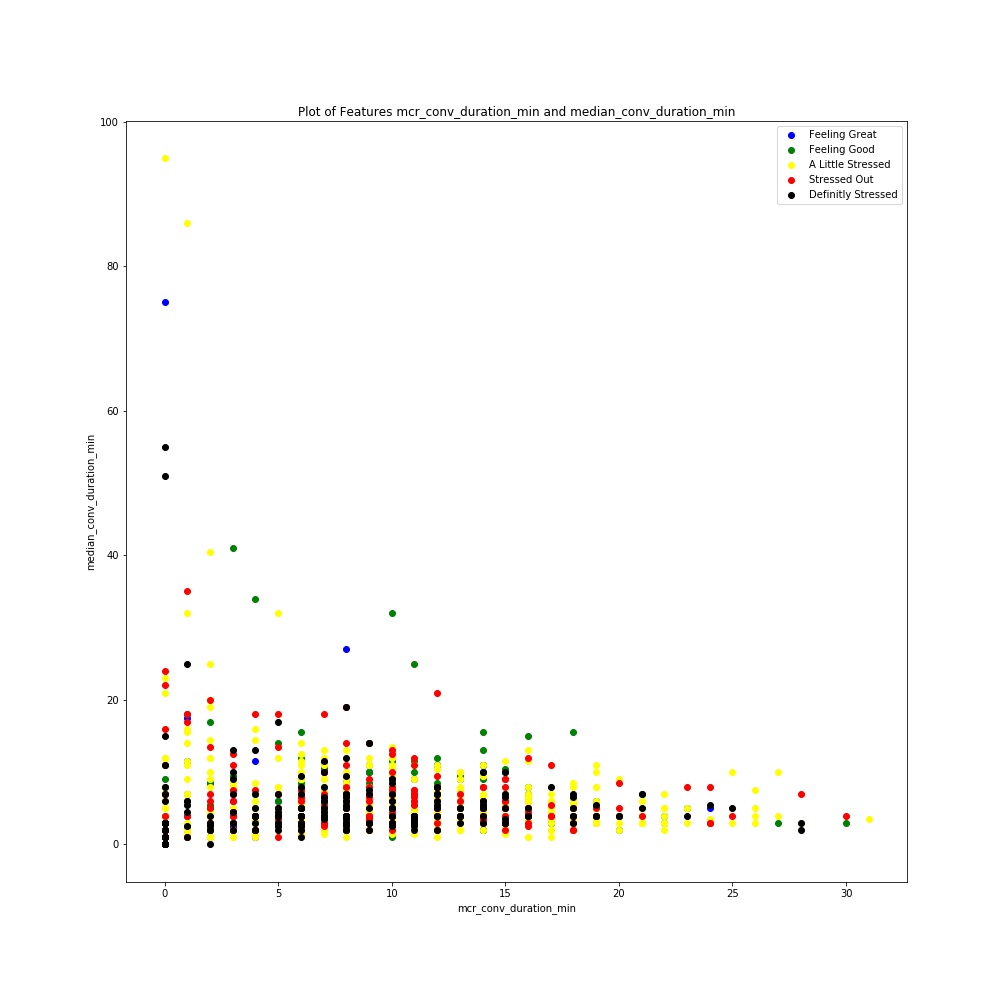 Plot of Features mcr_conv_duration_min and median_conv_duration_min
Feeling Great
Feeling Good
A Little Stressed
Stressed Out
Definitly Stressed
100
80
60
40
20
0
median_conv_duration_min
0 5 10 15 20 25 30
mcr_conv_duration_min